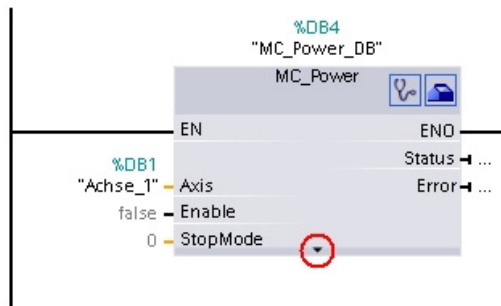 %DB4
"MC_Power_DB"
MC_Power
EN ENO
Status ...
%DB1
"Achse_1" Axis Error ...
false Enable
0 StopMode